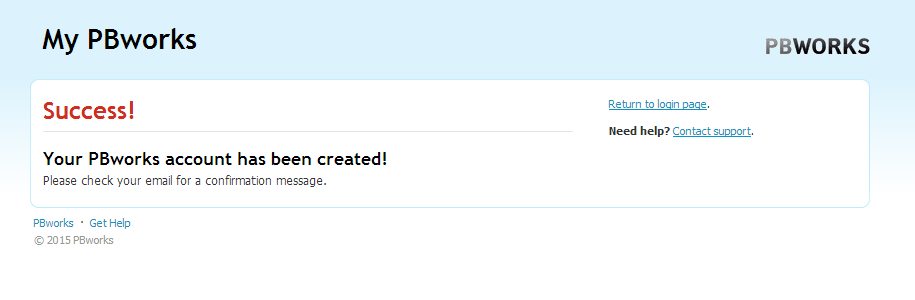 My PBworks
PBWORKS
Success!
Return to login page.
Need help? Contact support.
Your PBworks account has been created!
Please check your email for a confirmation message.
PBworks · Get Help
© 2015 PBworks